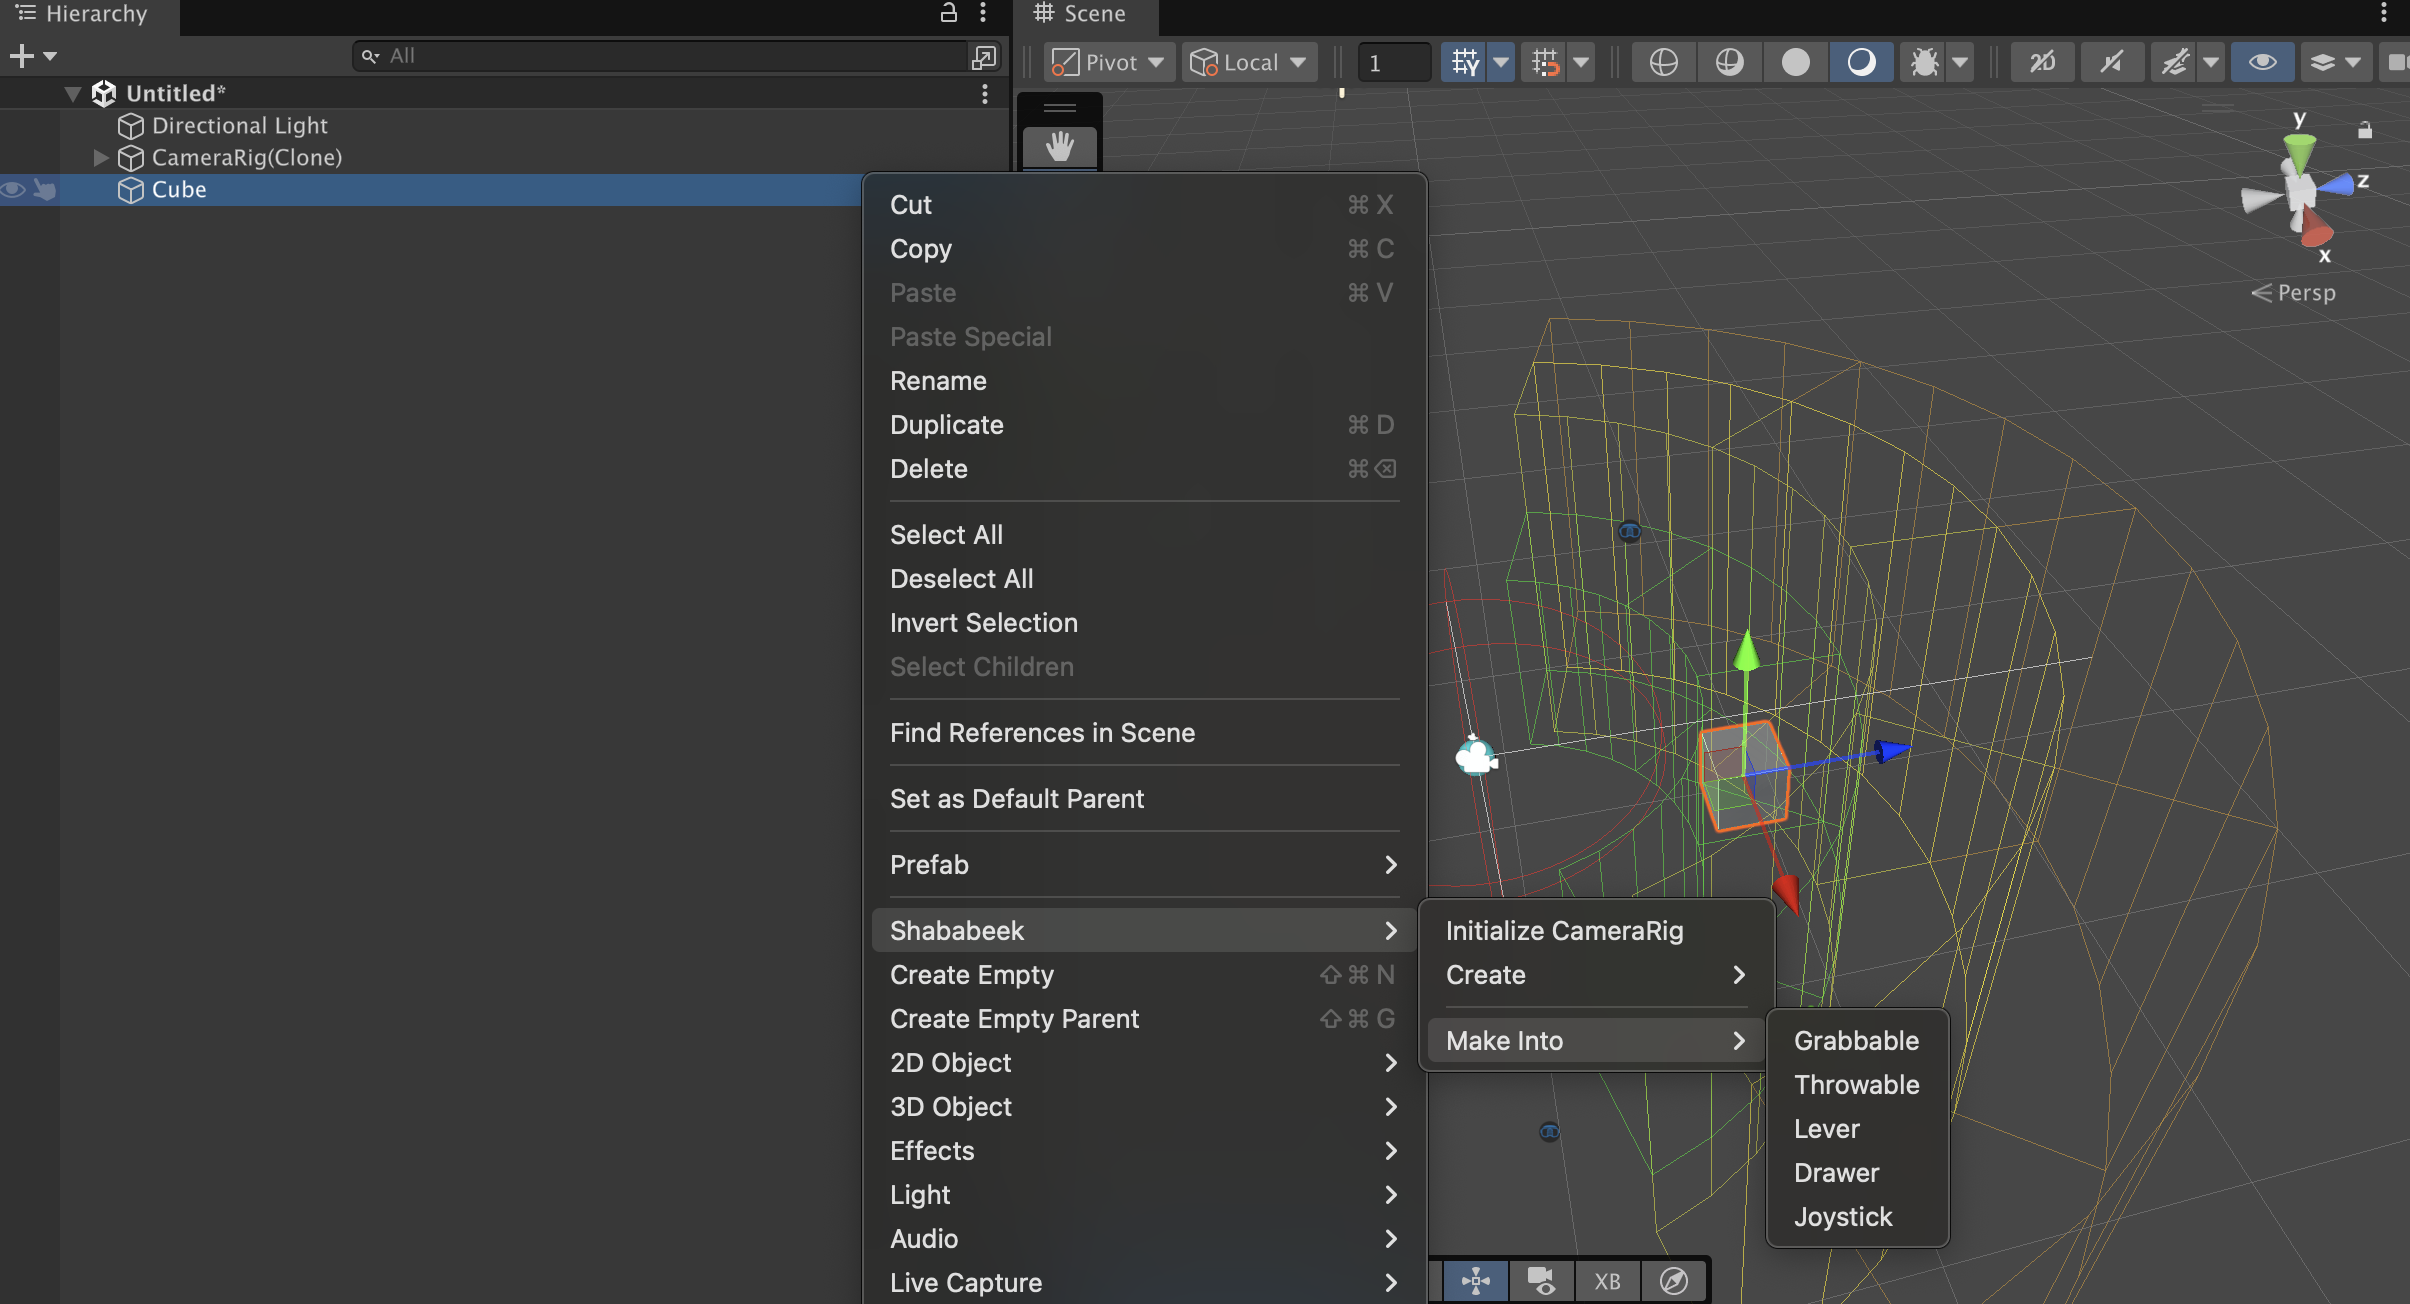 Hierarchy
All
Untitled*
Directional Light
CameraRig(Clone)
Cube
Scene
Pivot
Local
1
2D
y
z
x
Persp
Cut ⌘ X
Copy ⌘ C
Paste ⌘ V
Paste Special
Rename
Duplicate ⌘ D
Delete ⌘⌫
Select All
Deselect All
Invert Selection
Select Children
Find References in Scene
Set as Default Parent
Prefab
Shababeek
Create Empty ⇧⌘ N
Create Empty Parent ⇧⌘ G
2D Object
3D Object
Effects
Light
Audio
Live Capture
Initialize CameraRig
Create
Make Into
Grabbable
Throwable
Lever
Drawer
Joystick
XB